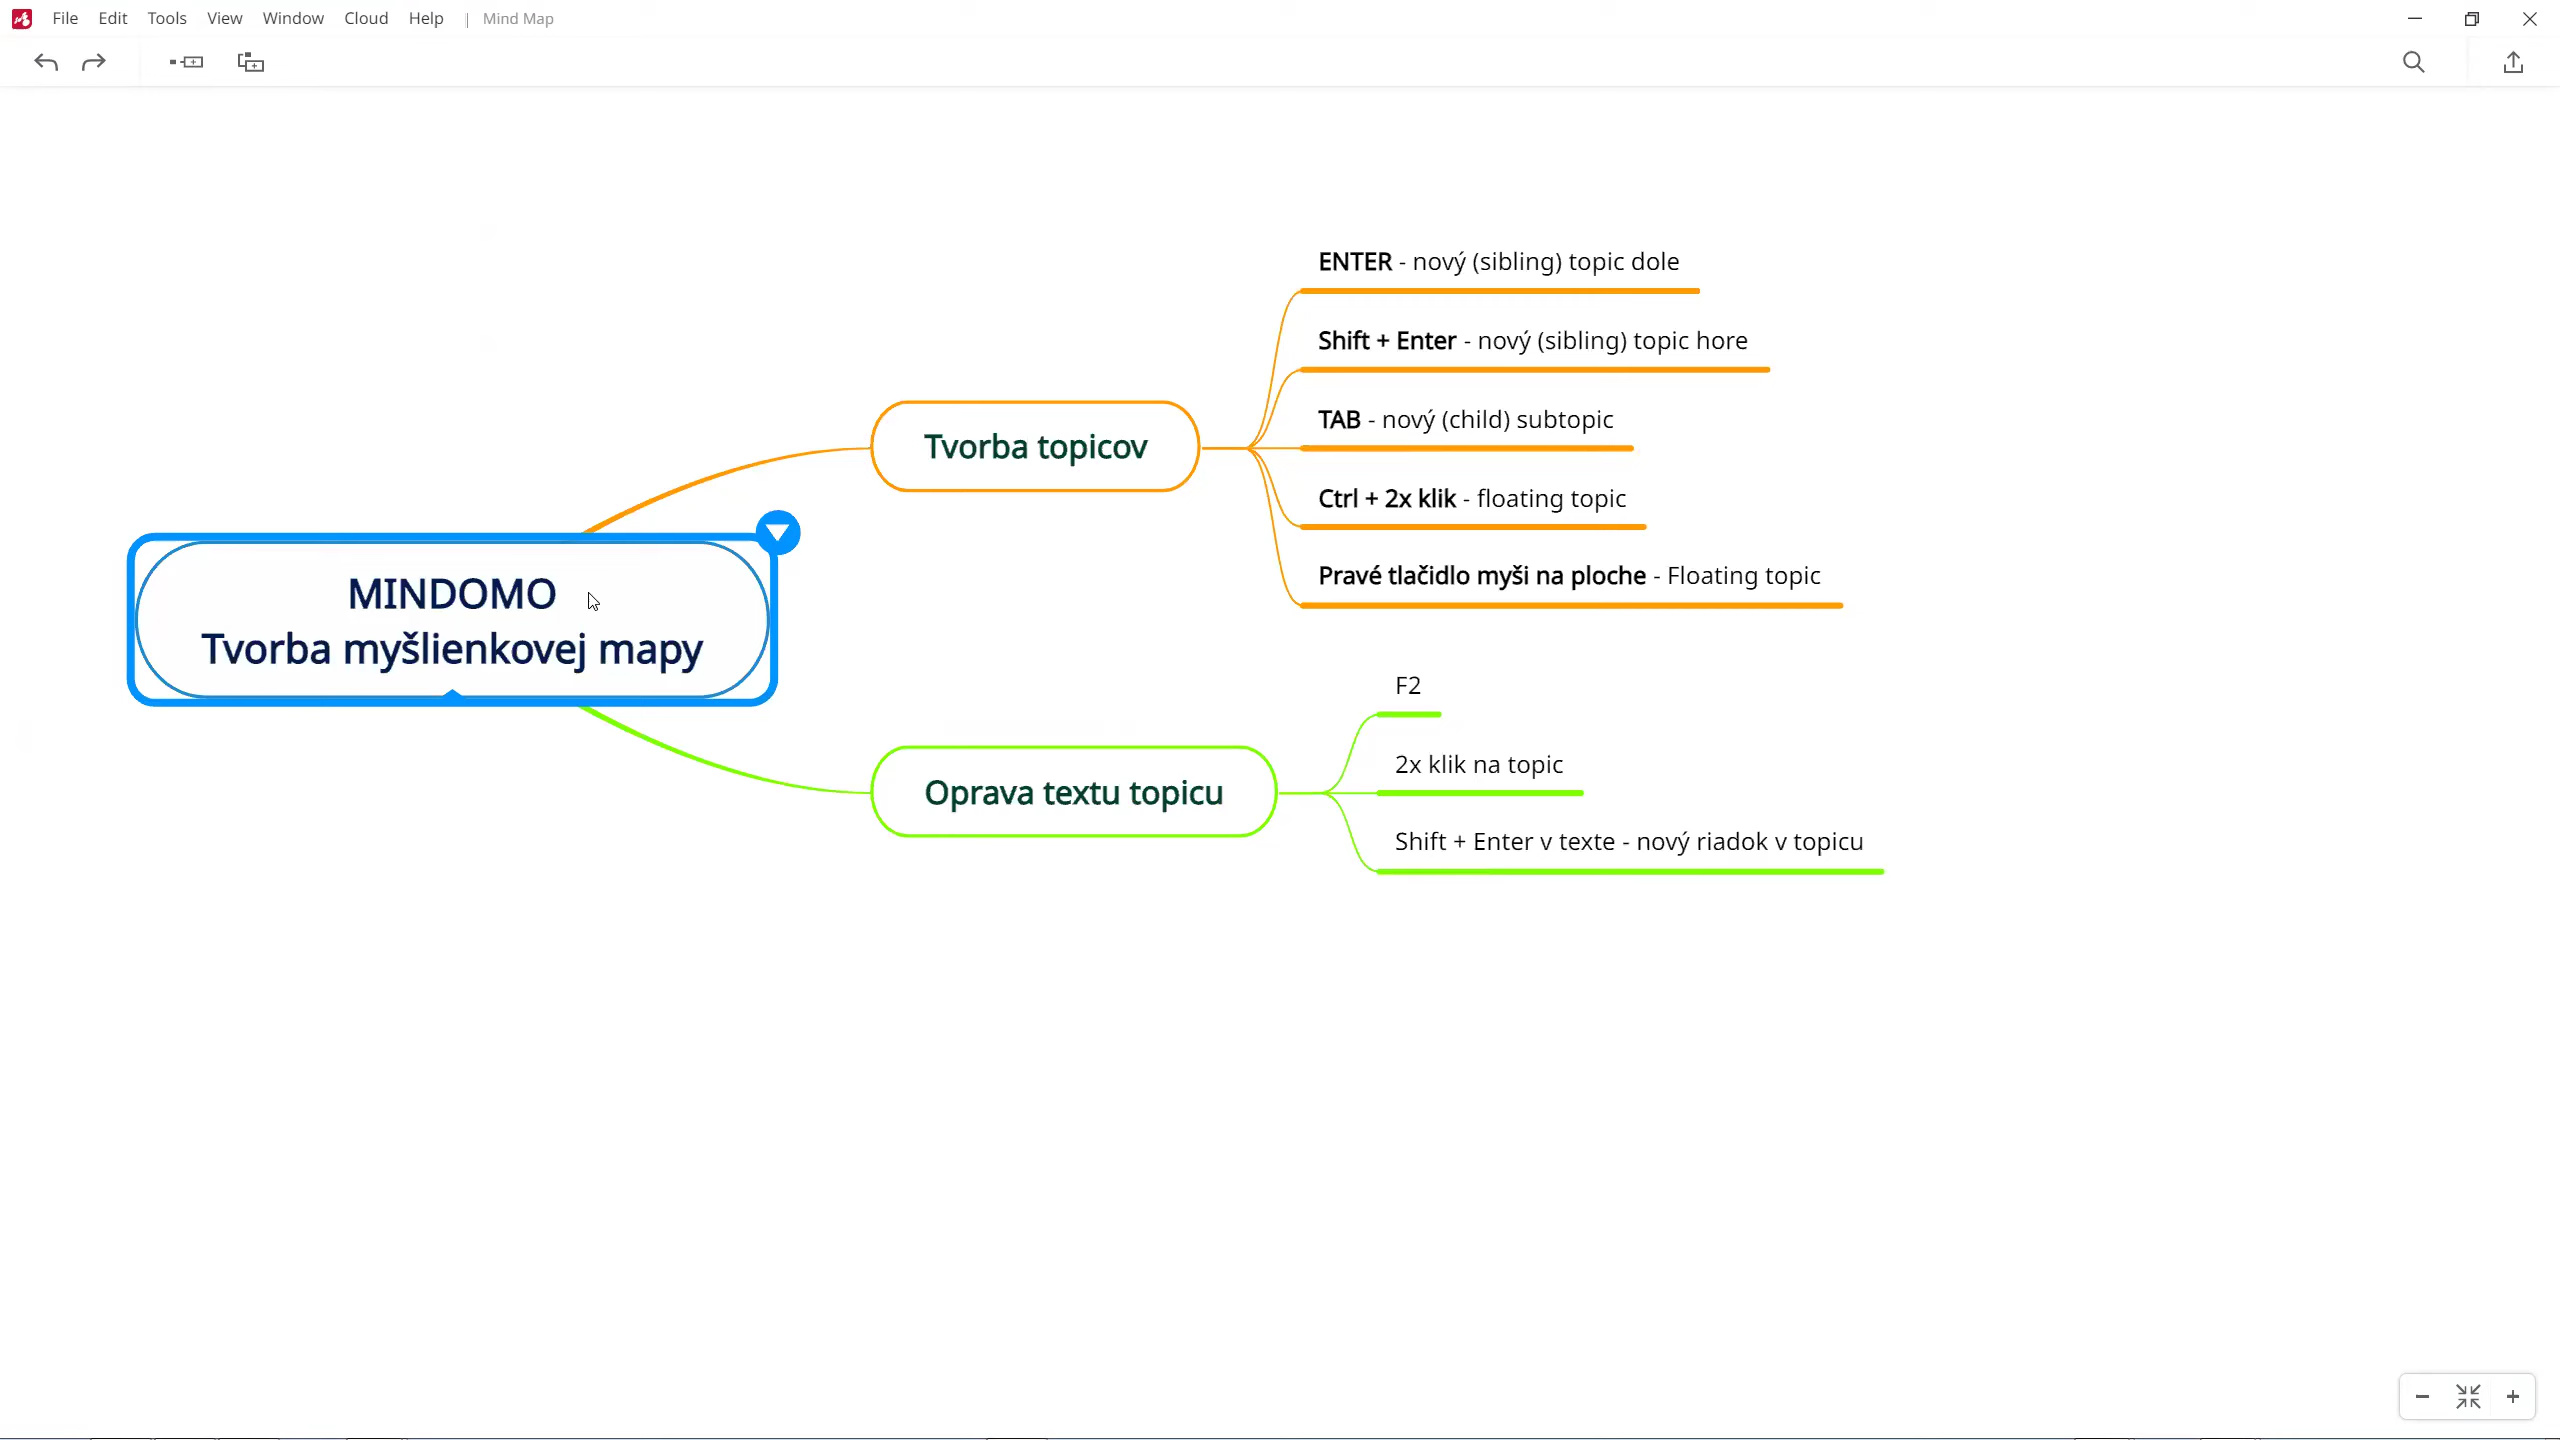 File Edit Tools View Window Cloud Help | Mind Map
ENTER - nový (sibling) topic dole
Shift + Enter - nový (sibling) topic hore
Tvorba topicov
TAB - nový (child) subtopic
Ctrl + 2x klik - floating topic
Pravé tlačidlo myši na ploche - Floating topic
MINDOMO
Tvorba myšlienkovej mapy
F2
Oprava textu topicu
2x klik na topic
Shift + Enter v texte - nový riadok v topicu